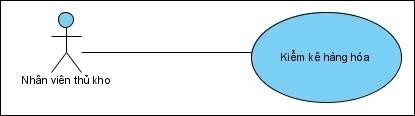 Kiểm kê hàng hóa
Nhân viên thủ kho